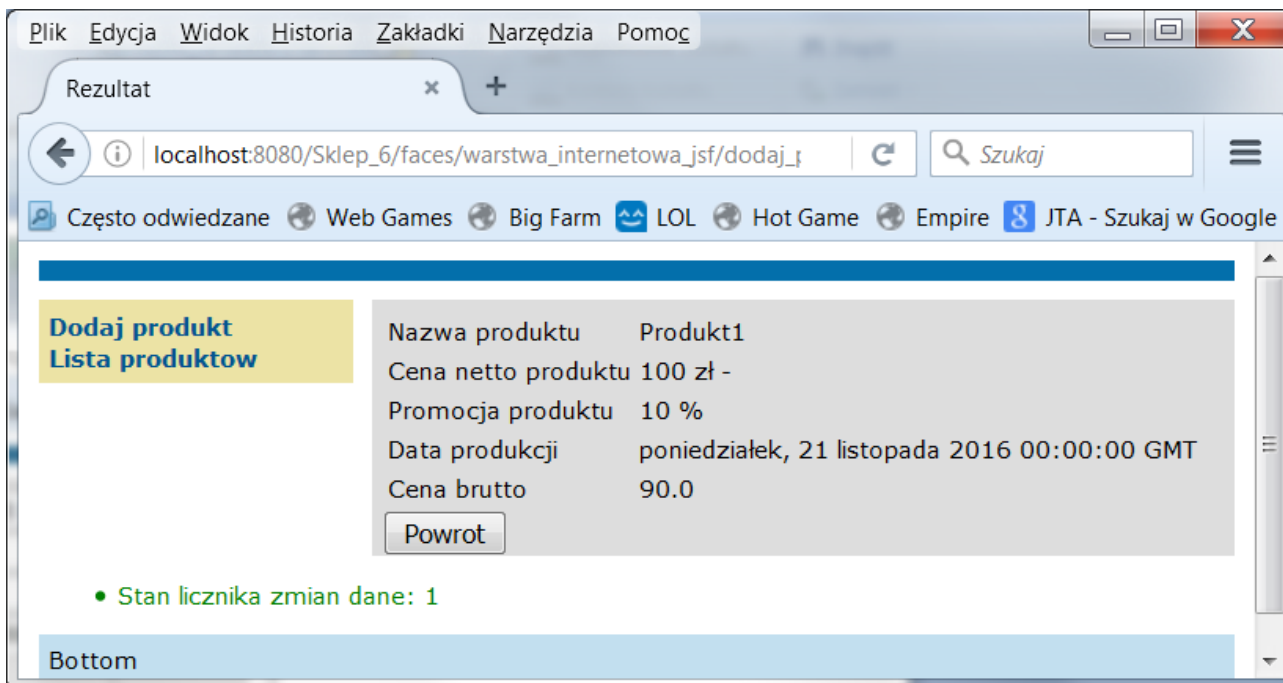 Plik Edycja Widok Historia Zakładki Narzędzia Pomoc
Rezultat
localhost:8080/Sklep_6/faces/warstwa_internetowa_jsf/dodaj_
Szukaj
Często odwiedzane Web Games Big Farm LOL Hot Game Empire 8 JTA - Szukaj w Google
Dodaj produkt
Lista produktow
Nazwa produktu Produkt1
Cena netto produktu 100 zł -
Promocja produktu 10 %
Data produkcji poniedziałek, 21 listopada 2016 00:00:00 GMT
Cena brutto 90.0
Powrot
Stan licznika zmian dane: 1
Bottom